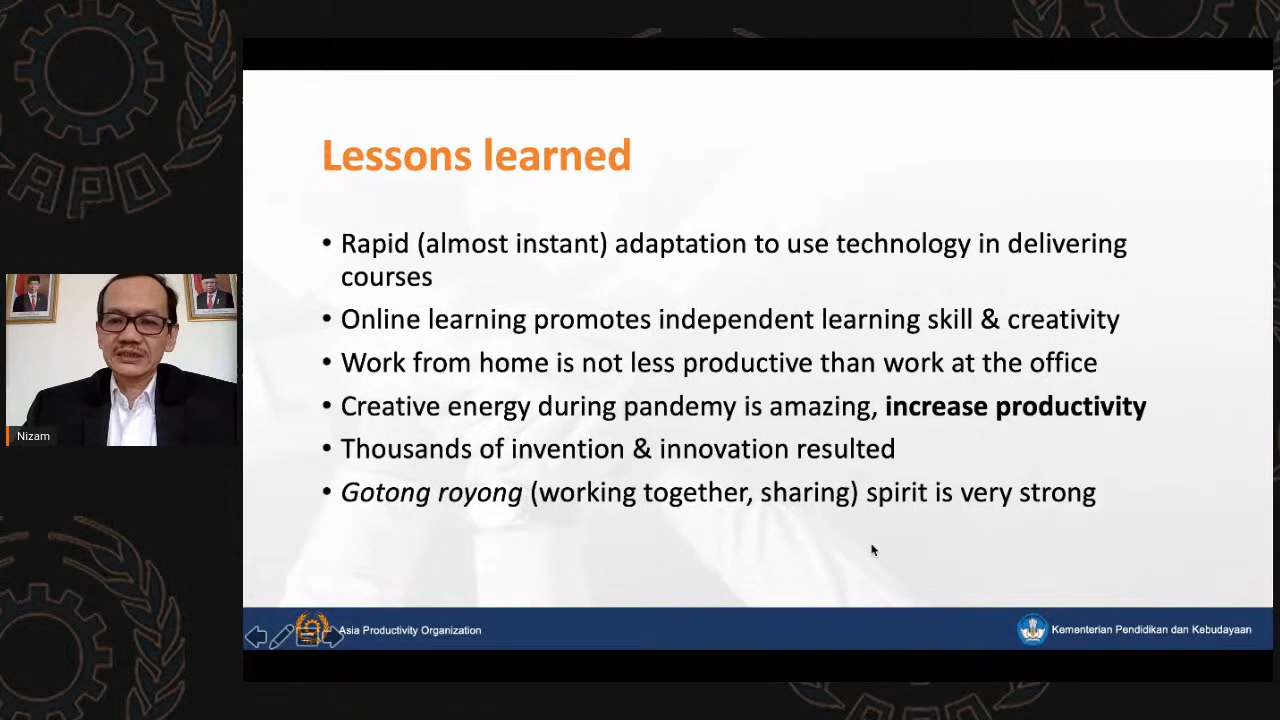 APO
Lessons learned
• Rapid (almost instant) adaptation to use technology in delivering
courses
• Online learning promotes independent learning skill & creativity
• Work from home is not less productive than work at the office
• Creative energy during pandemy is amazing, increase productivity
• Thousands of invention & innovation resulted
• Gotong royong (working together, sharing) spirit is very strong
Nizam
Asia Productivity Organization
Kementerian Pendidikan dan Kebudayaan